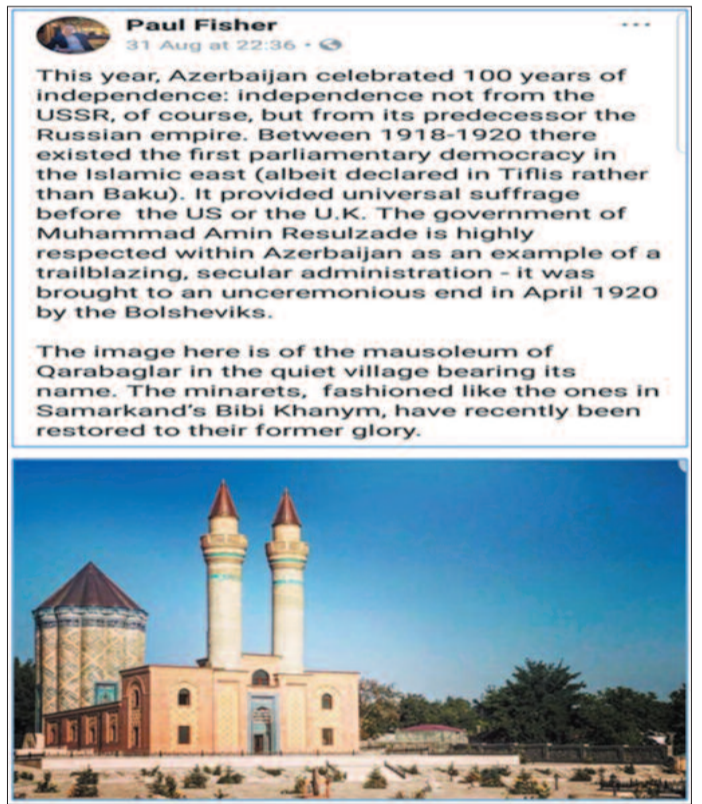 Paul Fisher
31 Aug at 22:36 ·
This year, Azerbaijan celebrated 100 years of
independence: independence not from the
USSR, of course, but from its predecessor the
Russian empire. Between 1918-1920 there
existed the first parliamentary democracy in
the Islamic east (albeit declared in Tiflis rather
than Baku). It provided universal suffrage
before the US or the U.K. The government of
Muhammad Amin Resulzade is highly
respected within Azerbaijan as an example of a
trailblazing, secular administration - it was
brought to an unceremonious end in April 1920
by the Bolsheviks.
The image here is of the mausoleum of
Qarabaglar in the quiet village bearing its
name. The minarets, fashioned like the ones in
Samarkand's Bibi Khanym, have recently been
restored to their former glory.